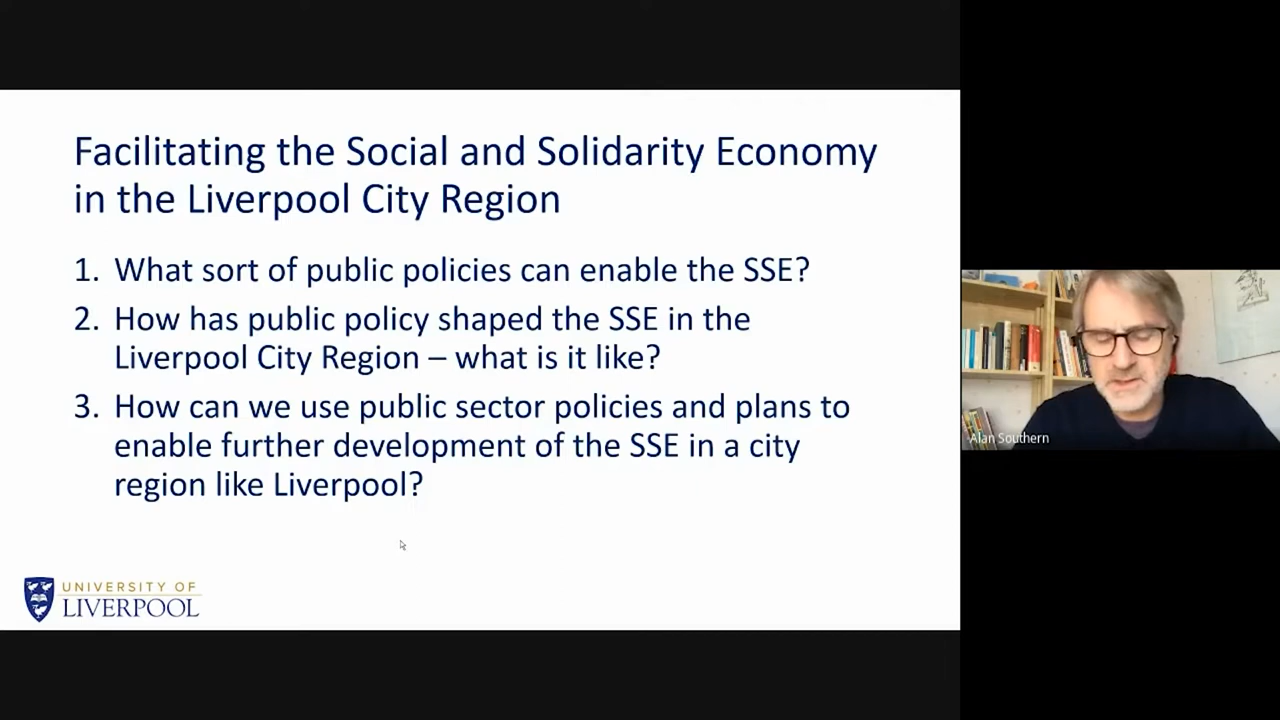 Facilitating the Social and Solidarity Economy
in the Liverpool City Region
1. What sort of public policies can enable the SSE?
2. How has public policy shaped the SSE in the
Liverpool City Region – what is it like?
3. How can we use public sector policies and plans to
enable further development of the SSE in a city
region like Liverpool?
UNIVERSITY OF
LIVERPOOL
Alan Southern